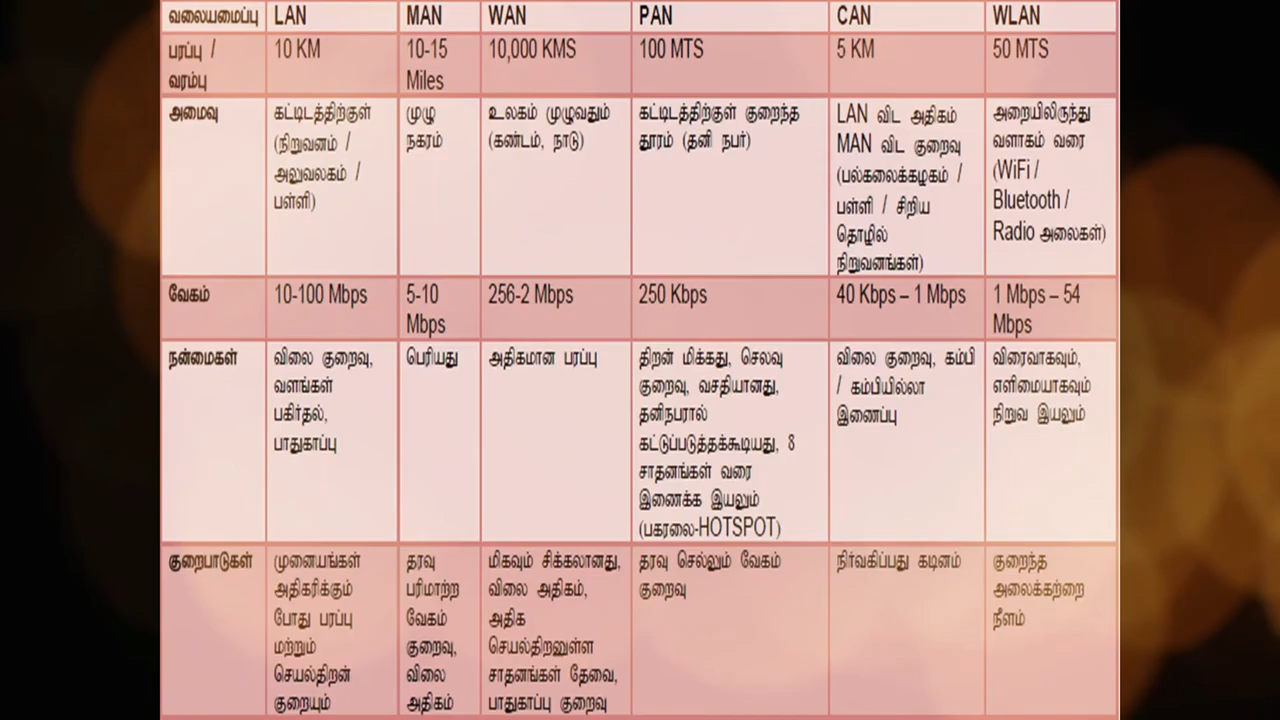 வலையமைப்பு LAN MAN WAN PAN CAN WLAN
பரப்பு / வரம்பு
10 KM
10-15
Miles
10,000 KMS
100 MTS
5 KM
50 MTS
அமைவு
கட்டிடத்திற்குள்
(நிறுவனம் /
அலுவலகம் /
பள்ளி)
முழு
நகரம்
உலகம் முழுவதும்
(கண்டம், நாடு)
கட்டிடத்திற்குள் குறைந்த
தூரம் (தனி நபர்)
LAN விட அதிகம்
MAN விட குறைவு
(பல்கலைக்கழகம் /
பள்ளி / சிறிய
தொழில்
நிறுவனங்கள்)
அறையிலிருந்து
வளாகம் வரை
(WiFi /
Bluetooth /
Radio அலைகள்)
வேகம்
10-100 Mbps
5-10
Mbps
256-2 Mbps
250 Kbps
40 Kbps – 1 Mbps
1 Mbps – 54
Mbps
நன்மைகள்
விலை குறைவு,
வளங்கள்
பகிர்தல்,
பாதுகாப்பு
பெரியது
அதிகமான பரப்பு
திறன் மிக்கது, செலவு
குறைவு, வசதியானது,
தனிநபரால்
கட்டுப்படுத்தக்கூடியது, 8
சாதனங்கள் வரை
இணைக்க இயலும்
(பகரலை-HOTSPOT)
விலை குறைவு, கம்பி
/ கம்பியில்லா
இணைப்பு
விரைவாகவும்,
எளிமையாகவும்
நிறுவ இயலும்
குறைபாடுகள்
முனையங்கள்
அதிகரிக்கும்
போது பரப்பு
மற்றும்
செயல்திறன்
குறையும்
தரவு
பரிமாற்ற
வேகம்
குறைவு,
விலை
அதிகம்
மிகவும் சிக்கலானது,
விலை அதிகம்,
அதிக
செயல்திறனுள்ள
சாதனங்கள் தேவை,
பாதுகாப்பு குறைவு
தரவு செல்லும் வேகம்
குறைவு
நிர்வகிப்பது கடினம்
குறைந்த
அலைக்கற்றை
நீளம்